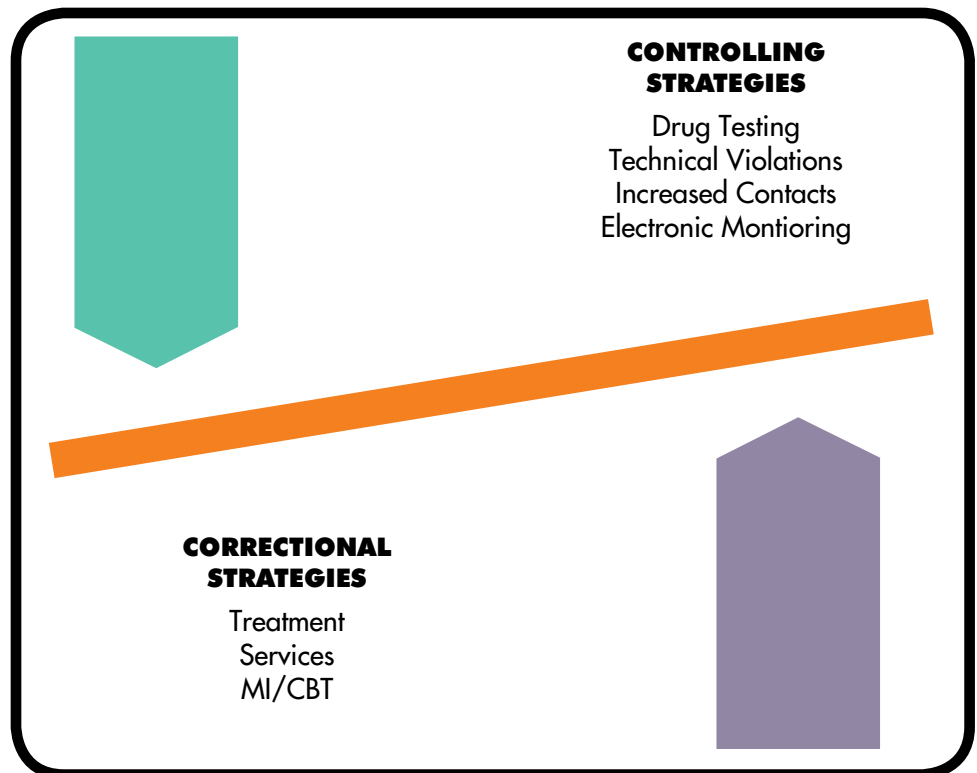 CONTROLLING
STRATEGIES
Drug Testing
Technical Violations
Increased Contacts
Electronic Montioring
CORRECTIONAL
STRATEGIES
Treatment
Services
MI/CBT